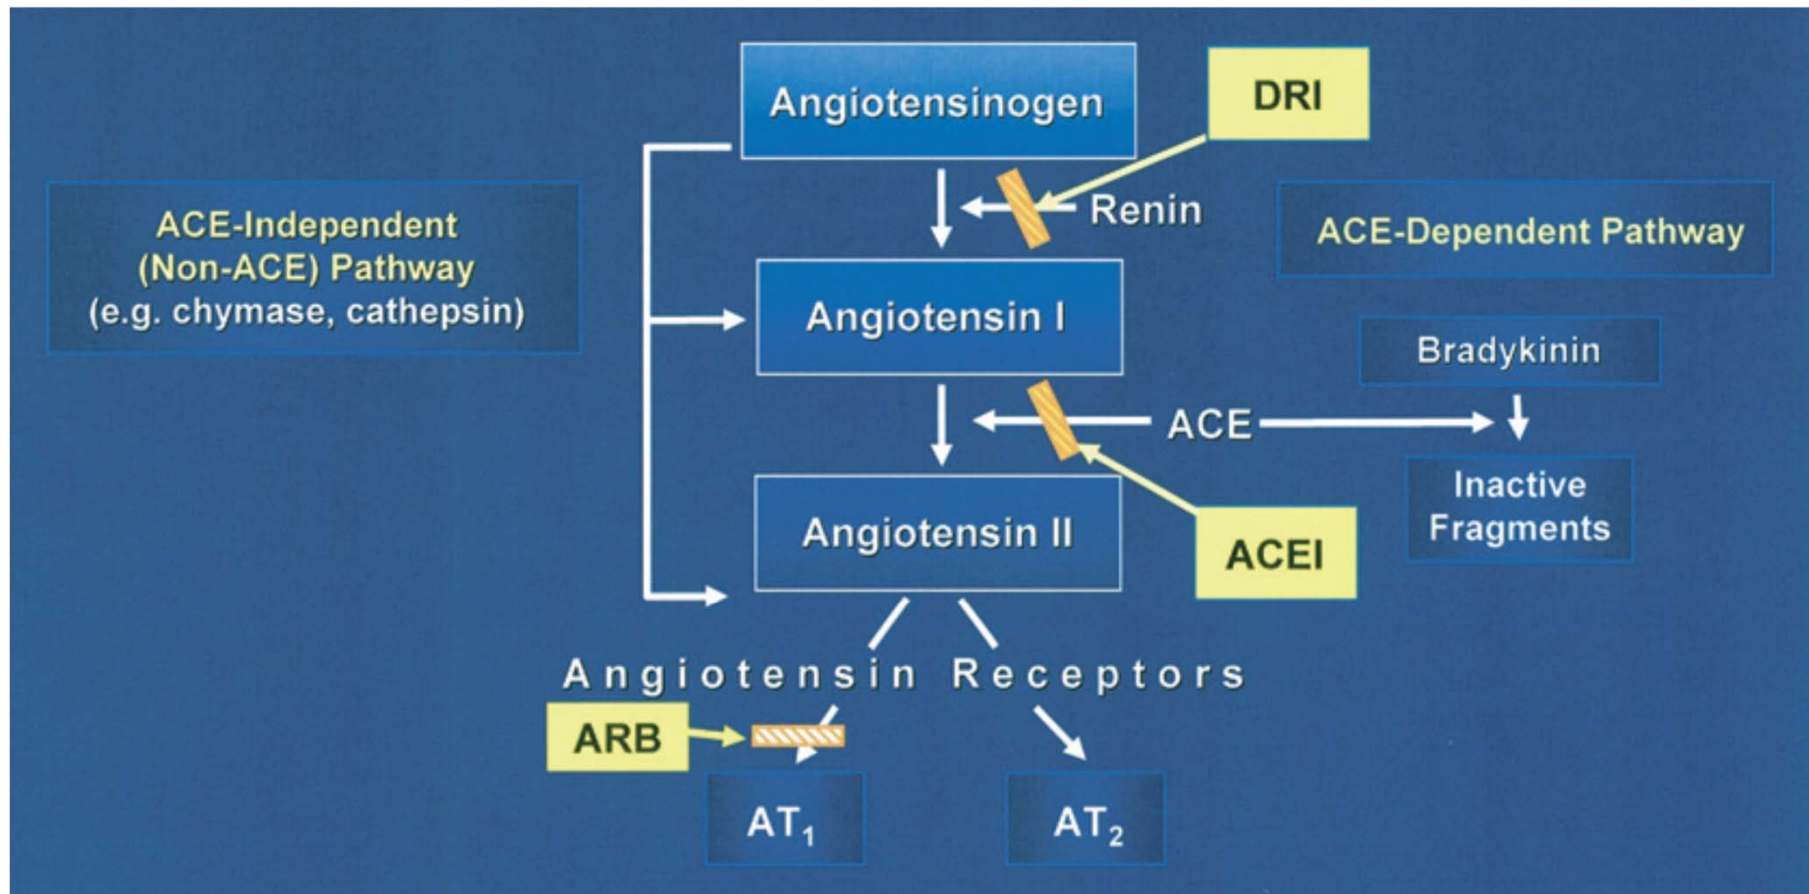 Angiotensinogen
DRI
Renin
ACE-Independent
(Non-ACE) Pathway
(e.g. chymase, cathepsin)
ACE-Dependent Pathway
Angiotensin I
Bradykinin
ACE
Inactive
Fragments
Angiotensin II
ACEI
Angiotensin Receptors
ARB
AT₁
AT₂